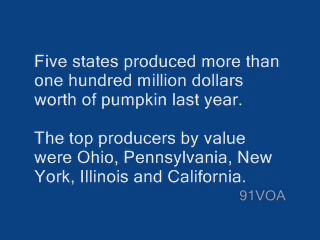 Five states produced more than
one hundred million dollars
worth of pumpkin last year.
The top producers by value
were Ohio, Pennsylvania, New
York, Illinois and California.
91VOA